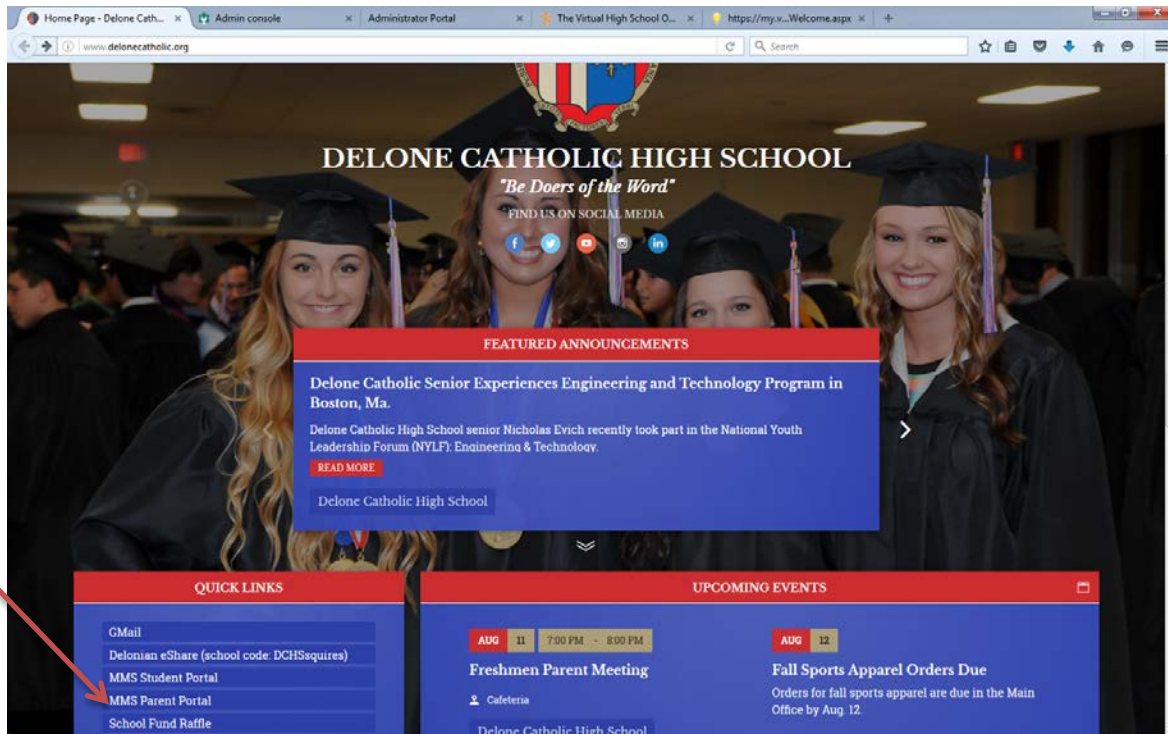 Home Page - Delone Cath...
Admin console
Administrator Portal
The Virtual High School O...
https://my.v...Welcome.aspx
www.delonecatholic.org
Search
DELONE CATHOLIC HIGH SCHOOL
"Be Doers of the Word"
FIND US ON SOCIAL MEDIA
FEATURED ANNOUNCEMENTS
Delone Catholic Senior Experiences Engineering and Technology Program in
Boston, Ma.
Delone Catholic High School senior Nicholas Evich recently took part in the National Youth
Leadership Forum (NYLF): Engineering & Technology.
READ MORE
Delone Catholic High School
QUICK LINKS
GMail
Delonian eShare (school code: DCHSsquires)
MMS Student Portal
MMS Parent Portal
School Fund Raffle
UPCOMING EVENTS
AUG 11 7:00 PM - 8:00 PM
Freshmen Parent Meeting
Cafeteria
Delone Catholic High School
AUG 12
Fall Sports Apparel Orders Due
Orders for fall sports apparel are due in the Main
Office by Aug. 12.